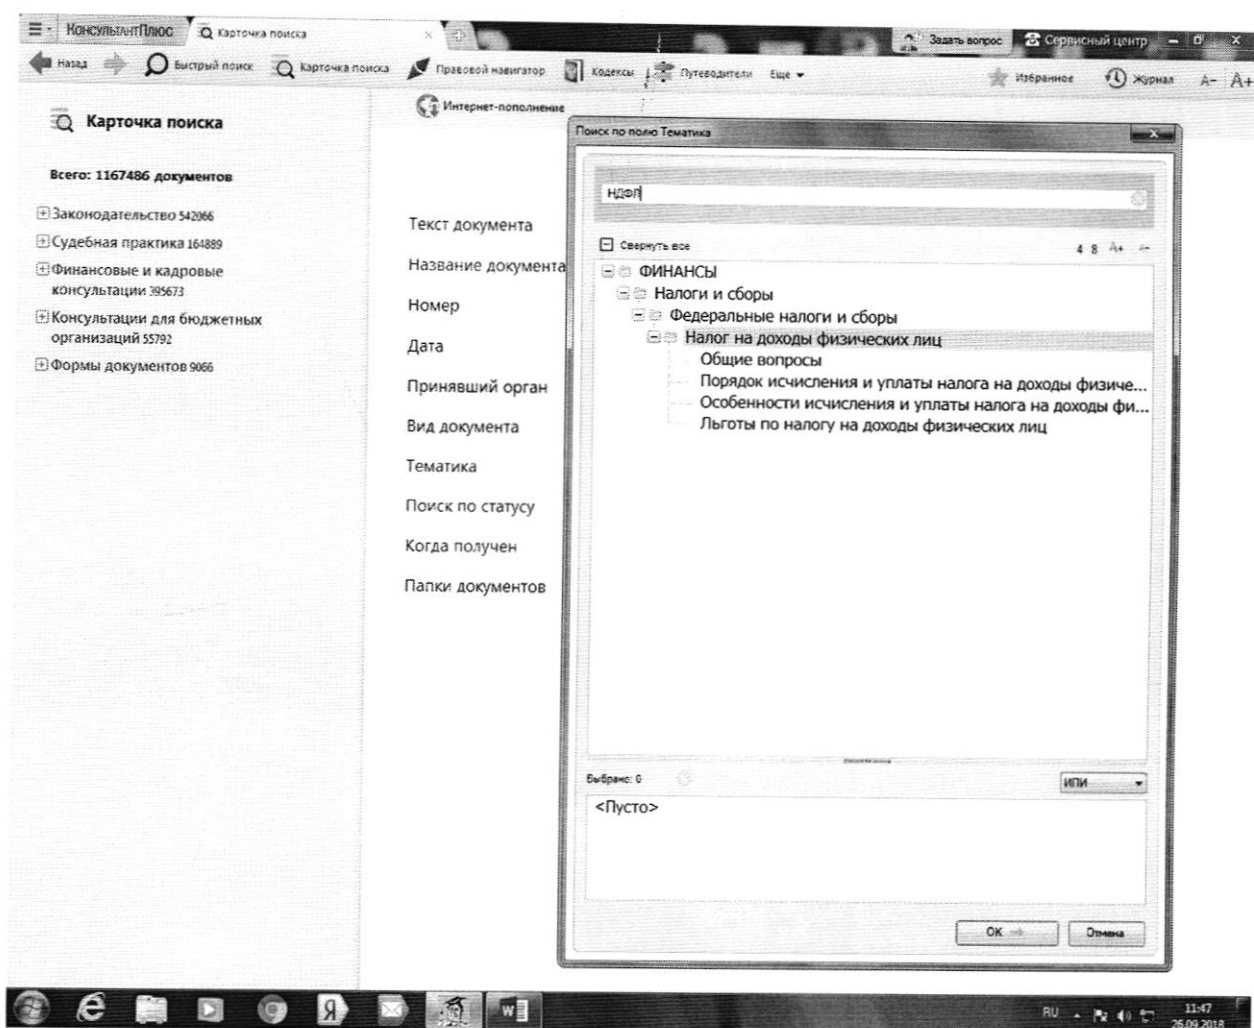 КонсультантПлюс
Карточка поиска
Задать вопрос
Сервисный центр
Назад
Быстрый поиск
Карточка поиска
Правовой навигатор
Кодексы
Путеводители
Еще
Избранное
Журнал
А- А+
Интернет-пополнение
Карточка поиска
Всего: 1167486 документов
Законодательство 542066
Судебная практика 164889
Финансовые и кадровые
консультации 395673
Консультации для бюджетных
организаций 55792
Формы документов 9066
Текст документа
Название документа
Номер
Дата
Принявший орган
Вид документа
Тематика
Поиск по статусу
Когда получен
Папки документов
Поиск по полю Тематика
НДФЛ
Свернуть все
А+
ФИНАНСЫ
Налоги и сборы
Федеральные налоги и сборы
Налог на доходы физических лиц
Общие вопросы
Порядок исчисления и уплаты налога на доходы физиче...
Особенности исчисления и уплаты налога на доходы фи...
Льготы по налогу на доходы физических лиц
Выбрано: 0
ИЛИ
<Пусто>
ОК
Отмена
RU
11:47
26.09.2018